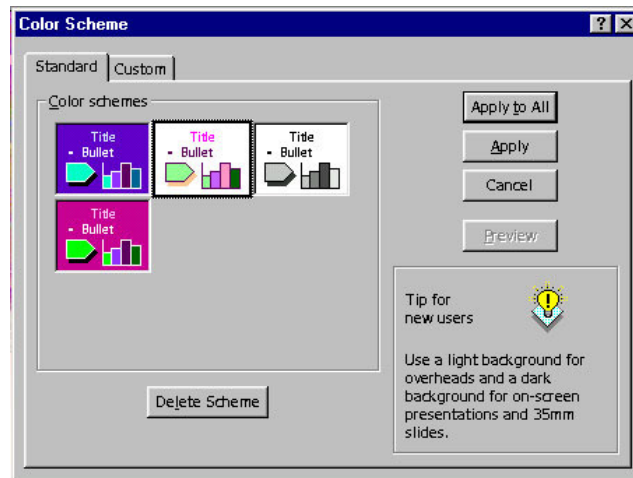 Color Scheme
Standard
Custom
Color schemes
Title
- Bullet
Title
- Bullet
Title
- Bullet
Title
- Bullet
Delete Scheme
Apply to All
Apply
Cancel
Preview
Tip for
new users
Use a light background for
overheads and a dark
background for on-screen
presentations and 35mm
slides.